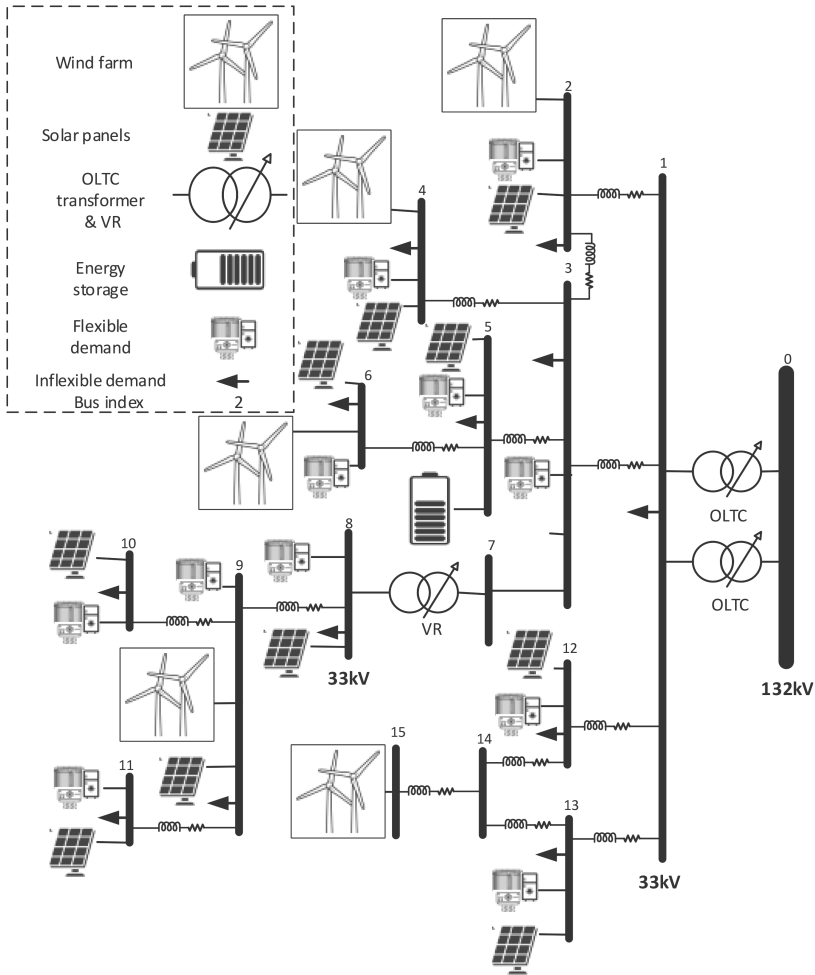 Wind farm
Solar panels
OLTC
transformer
& VR
Energy
storage
Flexible
demand
Inflexible demand
Bus index
2
2
1
4
3
5
0
6
OLTC
10
8
9
7
OLTC
VR
12
33kV
132kV
15
14
11
13
33kV